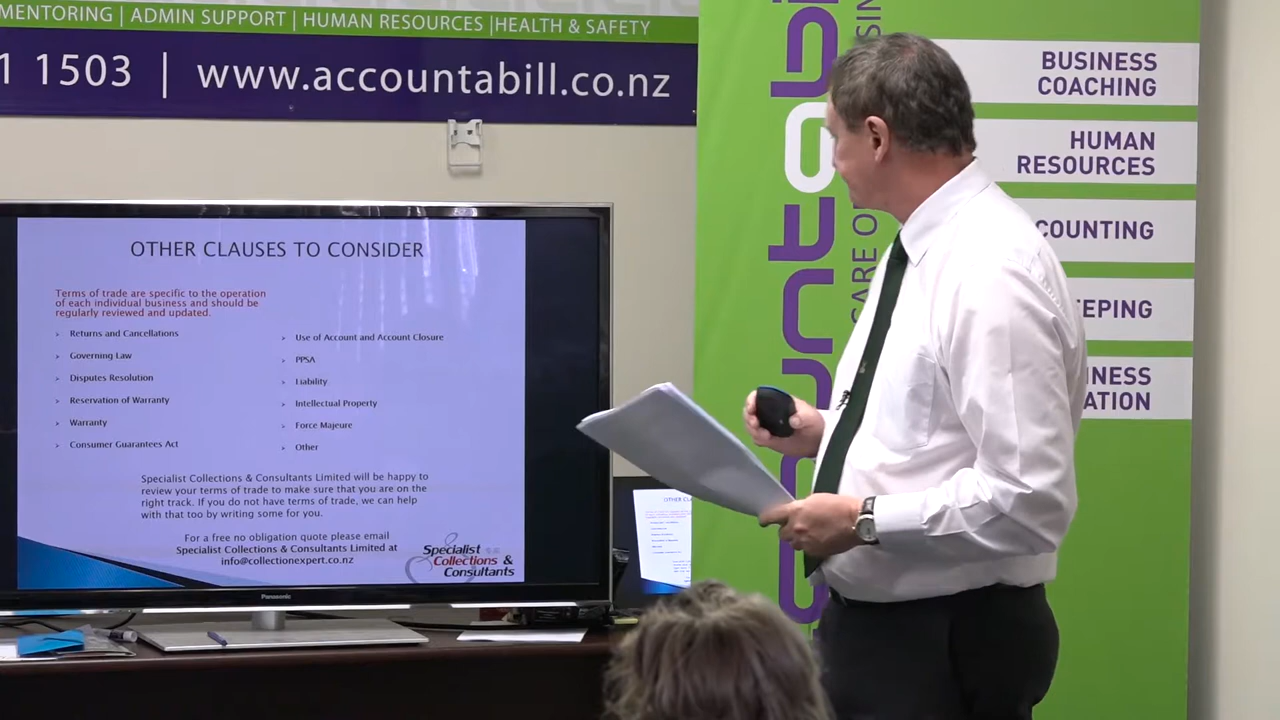 MENTORING | ADMIN SUPPORT | HUMAN RESOURCES |HEALTH & SAFETY
1 1503 | www.accountabill.co.nz
BUSINESS
COACHING
HUMAN
RESOURCES
COUNTING
EPING
INESS
ATION
CARE O
SIN
OTHER CLAUSES TO CONSIDER
Terms of trade are specific to the operation
of each individual business and should be
regularly reviewed and updated.
Returns and Cancellations
Governing Law
Disputes Resolution
Reservation of Warranty
Warranty
Consumer Guarantees Act
Use of Account and Account Closure
PPSA
Liability
Intellectual Property
Force Majeure
Other
Specialist Collections & Consultants Limited will be happy to
review your terms of trade to make sure that you are on the
right track. If you do not have terms of trade, we can help
with that too by writing some for you.
For a free no obligation quote please email
Specialist Collections & Consultants Limited at
info@collectionexpert.co.nz
Specialist
Collections &
Consultants
Panasonic
OTHER CL